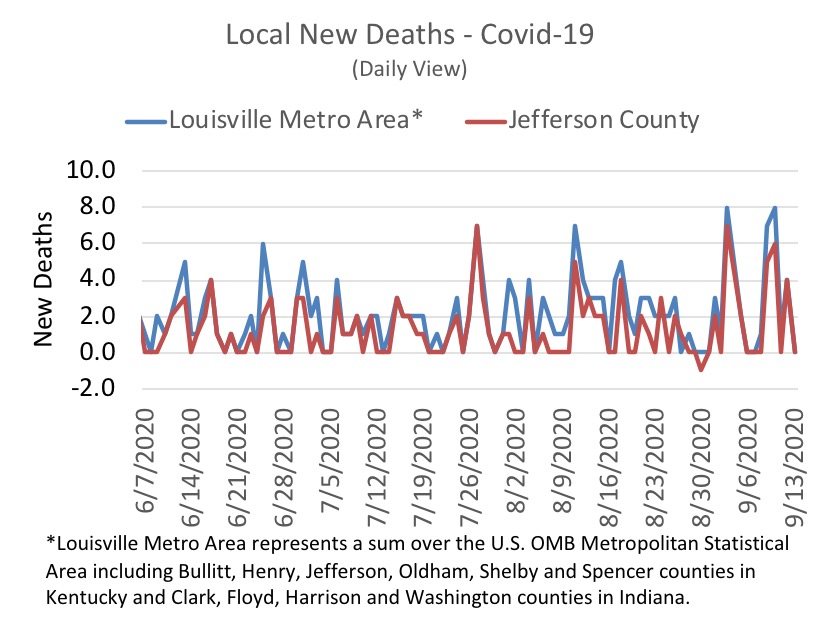 Local New Deaths - Covid-19
(Daily View)
Louisville Metro Area* Jefferson County
10.0
8.0
6.0
4.0
2.0
0.0
-2.0
New Deaths
6/7/2020 6/14/2020 6/21/2020 6/28/2020 7/5/2020 7/12/2020 7/19/2020 7/26/2020 8/2/2020 8/9/2020 8/16/2020 8/23/2020 8/30/2020 9/6/2020 9/13/2020
*Louisville Metro Area represents a sum over the U.S. OMB Metropolitan Statistical
Area including Bullitt, Henry, Jefferson, Oldham, Shelby and Spencer counties in
Kentucky and Clark, Floyd, Harrison and Washington counties in Indiana.